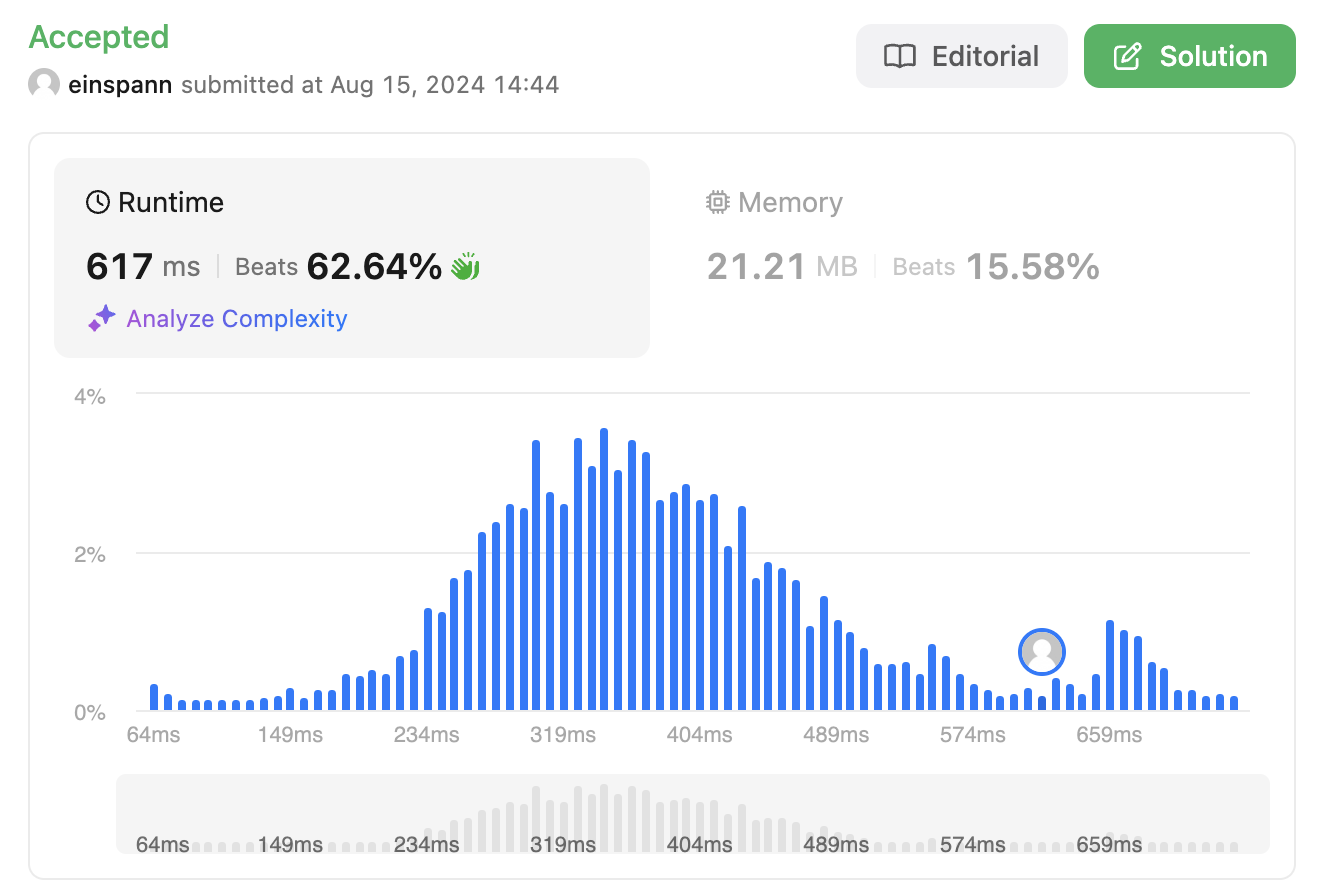 Accepted
Editorial
Solution
einspann submitted at Aug 15, 2024 14:44
Runtime
617 ms Beats 62.64%
Analyze Complexity
Memory
21.21 MB Beats 15.58%
4%
2%
0%
64ms 149ms 234ms 319ms 404ms 489ms 574ms 659ms
64ms 149ms 234ms 319ms 404ms 489ms 574ms 659ms